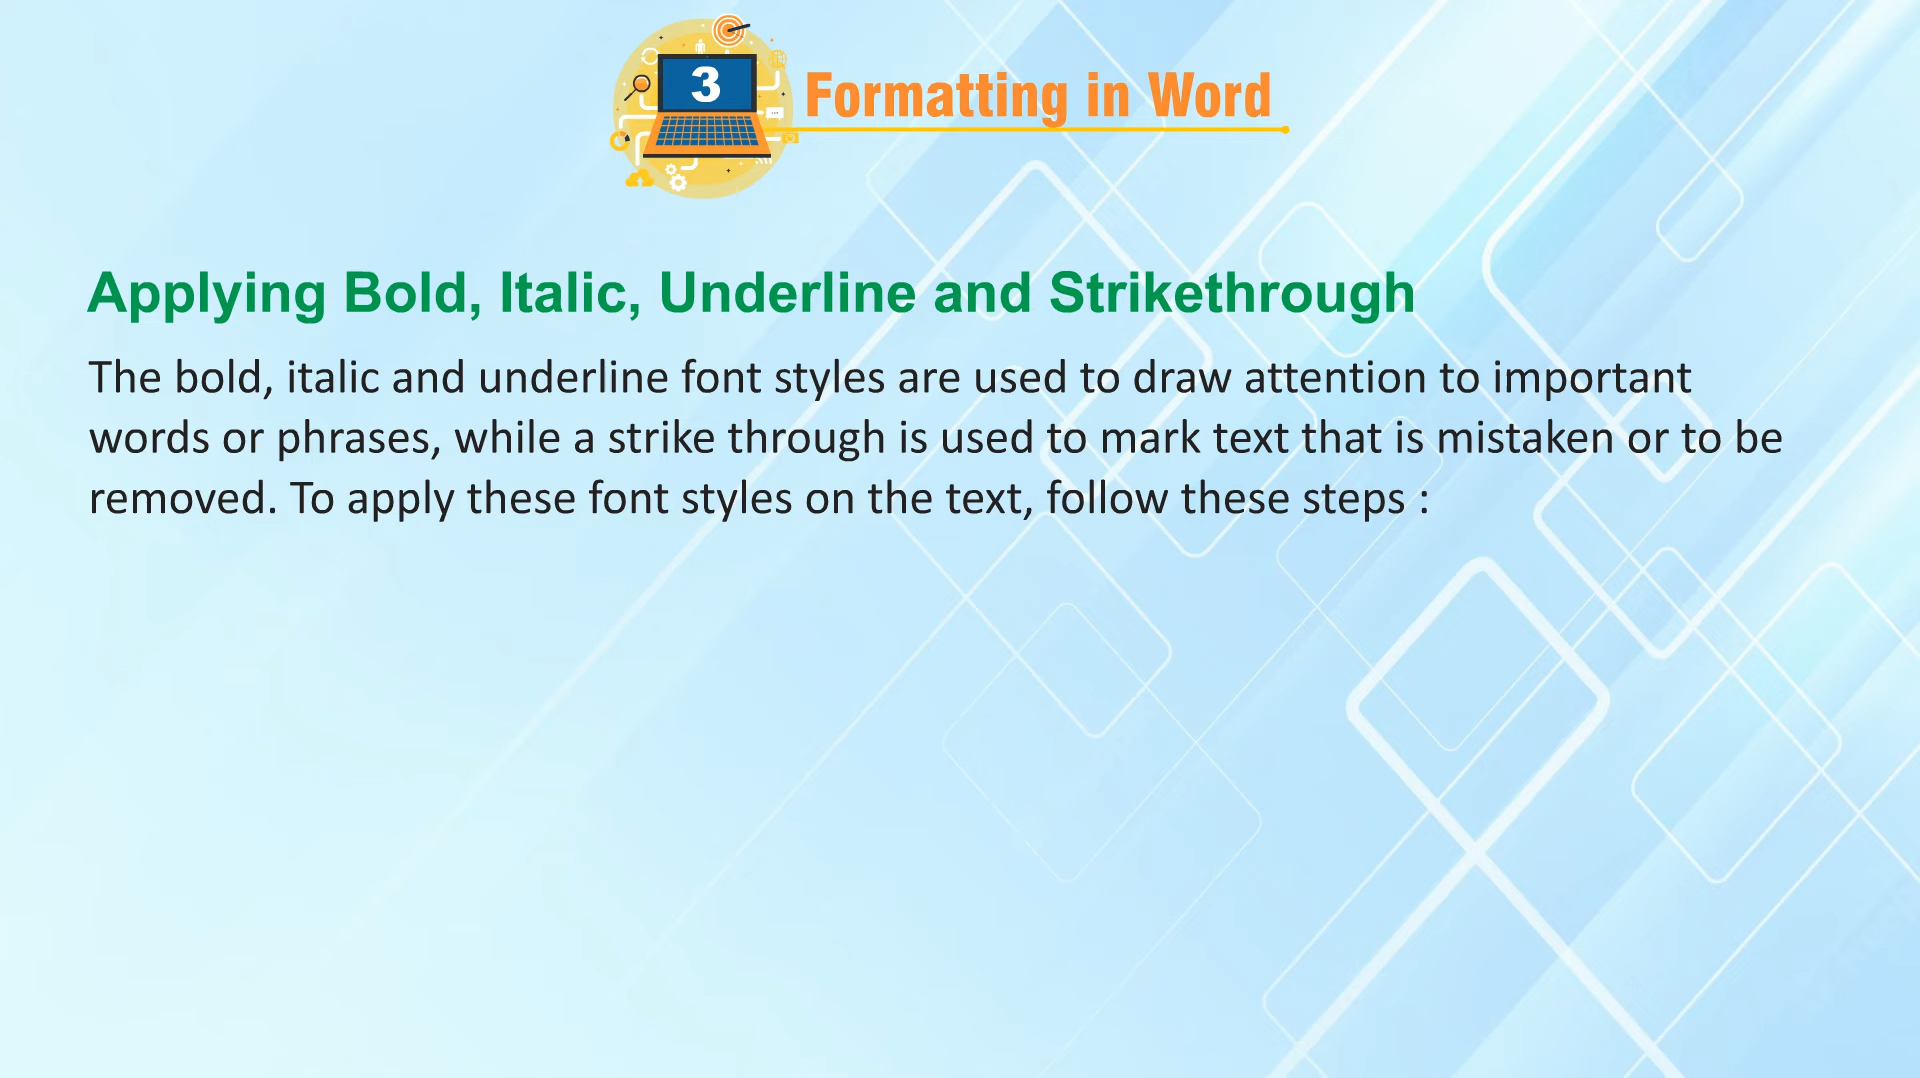 3
Formatting in Word
Applying Bold, Italic, Underline and Strikethrough
The bold, italic and underline font styles are used to draw attention to important
words or phrases, while a strike through is used to mark text that is mistaken or to be
removed. To apply these font styles on the text, follow these steps :